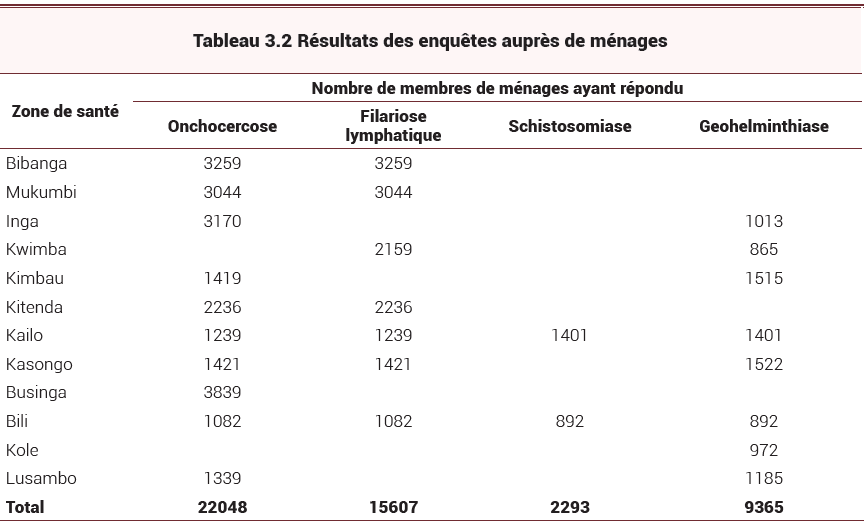 Tableau 3.2 Résultats des enquêtes auprès de ménages
Nombre de membres de ménages ayant répondu
Zone de santé
Onchocercose Filariose lymphatique Schistosomiase Geohelminthiase
Bibanga 3259 3259
Mukumbi 3044 3044
Inga 3170 1013
Kwimba 2159 865
Kimbau 1419 1515
Kitenda 2236 2236
Kailo 1239 1239 1401 1401
Kasongo 1421 1421 1522
Businga 3839
Bili 1082 1082 892 892
Kole 972
Lusambo 1339 1185
Total 22048 15607 2293 9365